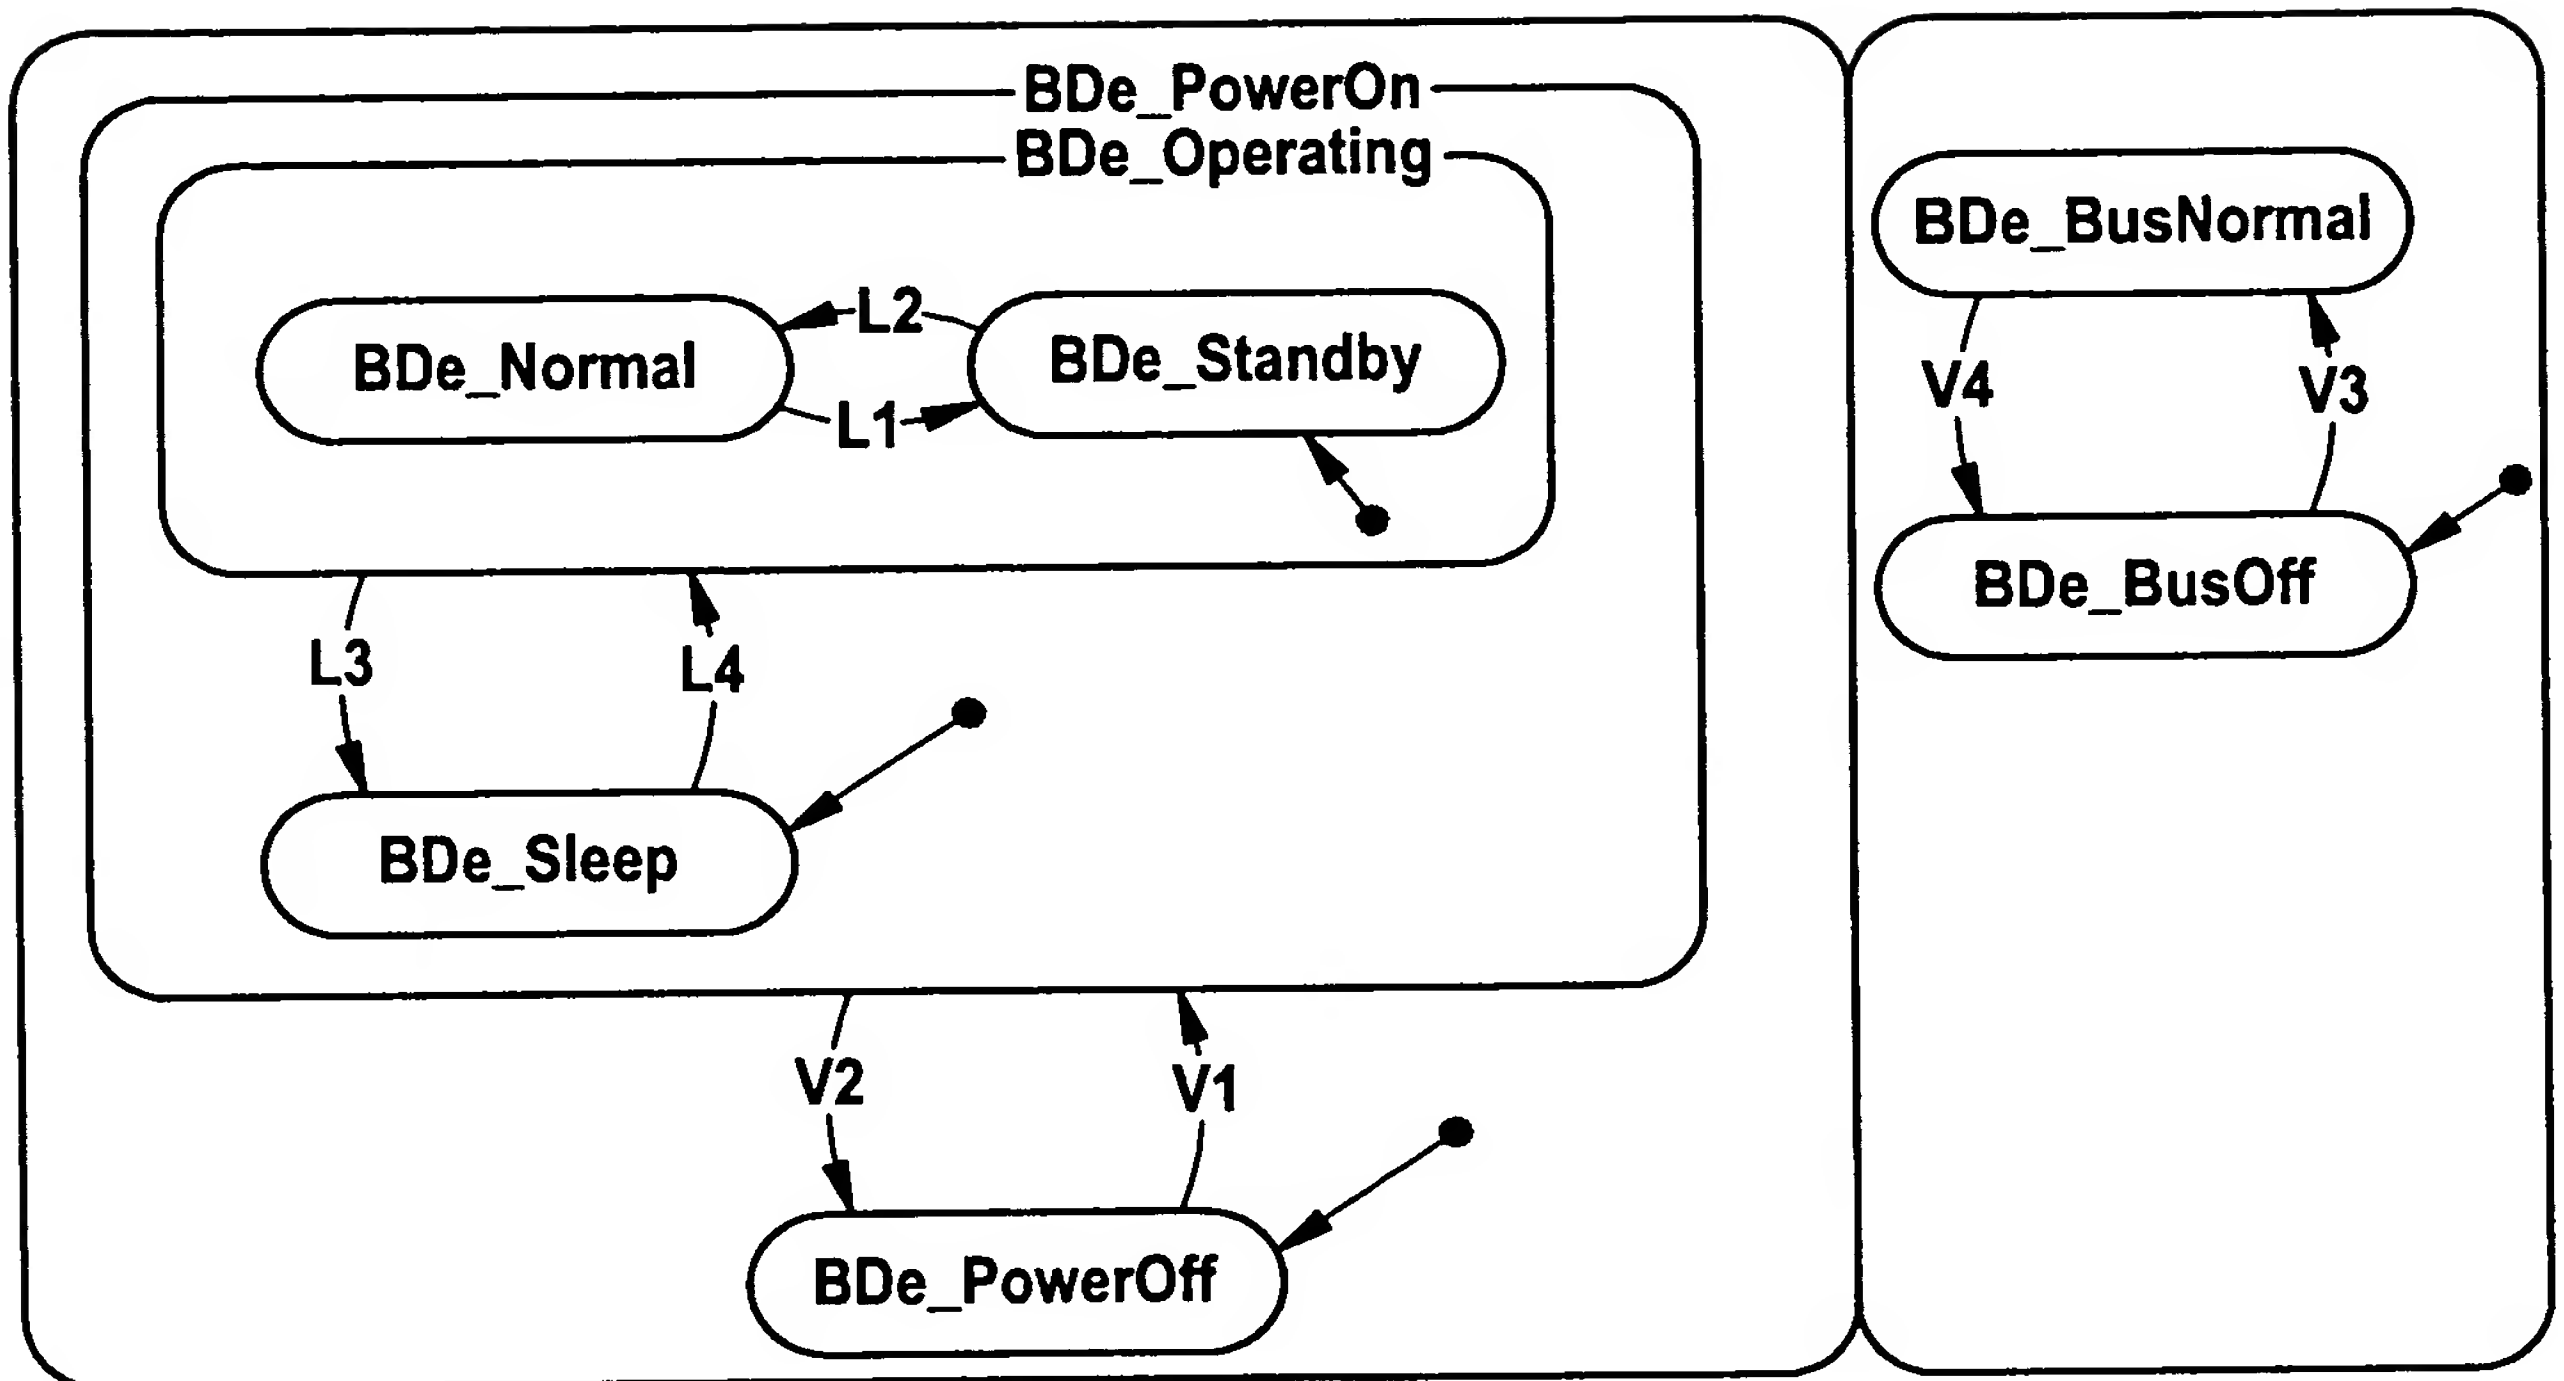 BDe_PowerOn
BDe_Operating
BDe_BusNormal
L2
BDe_Normal
BDe_Standby
L1
V4
V3
BDe_BusOff
L3
L4
BDe_Sleep
V2
V1
BDe_PowerOff